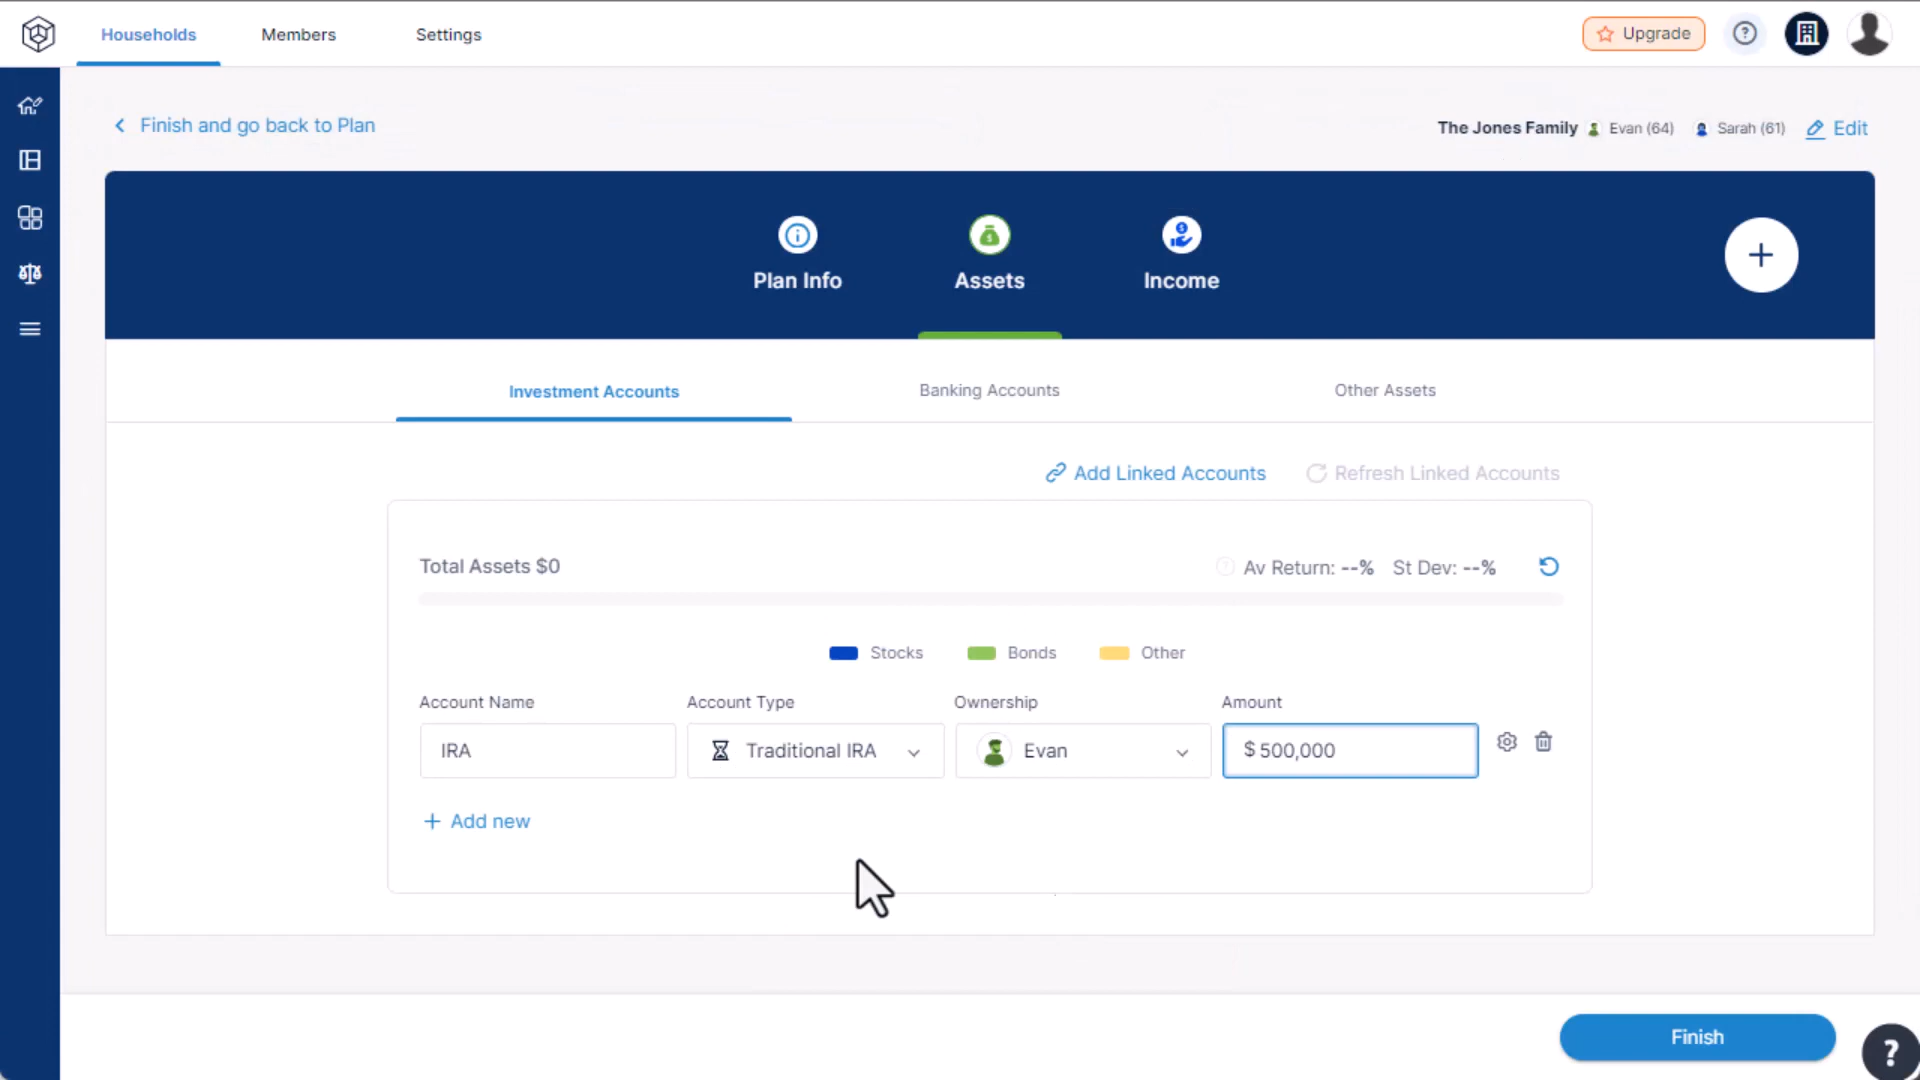 Households
Members
Settings
Upgrade
Finish and go back to Plan
The Jones Family
Evan (64)
Sarah (61)
Edit
Plan Info
Assets
Income
Investment Accounts
Banking Accounts
Other Assets
Add Linked Accounts
Refresh Linked Accounts
Total Assets $0
Av Return: --%
St Dev: --%
Stocks
Bonds
Other
Account Name
Account Type
Ownership
Amount
IRA
Traditional IRA
Evan
$ 500,000
+ Add new
Finish
?